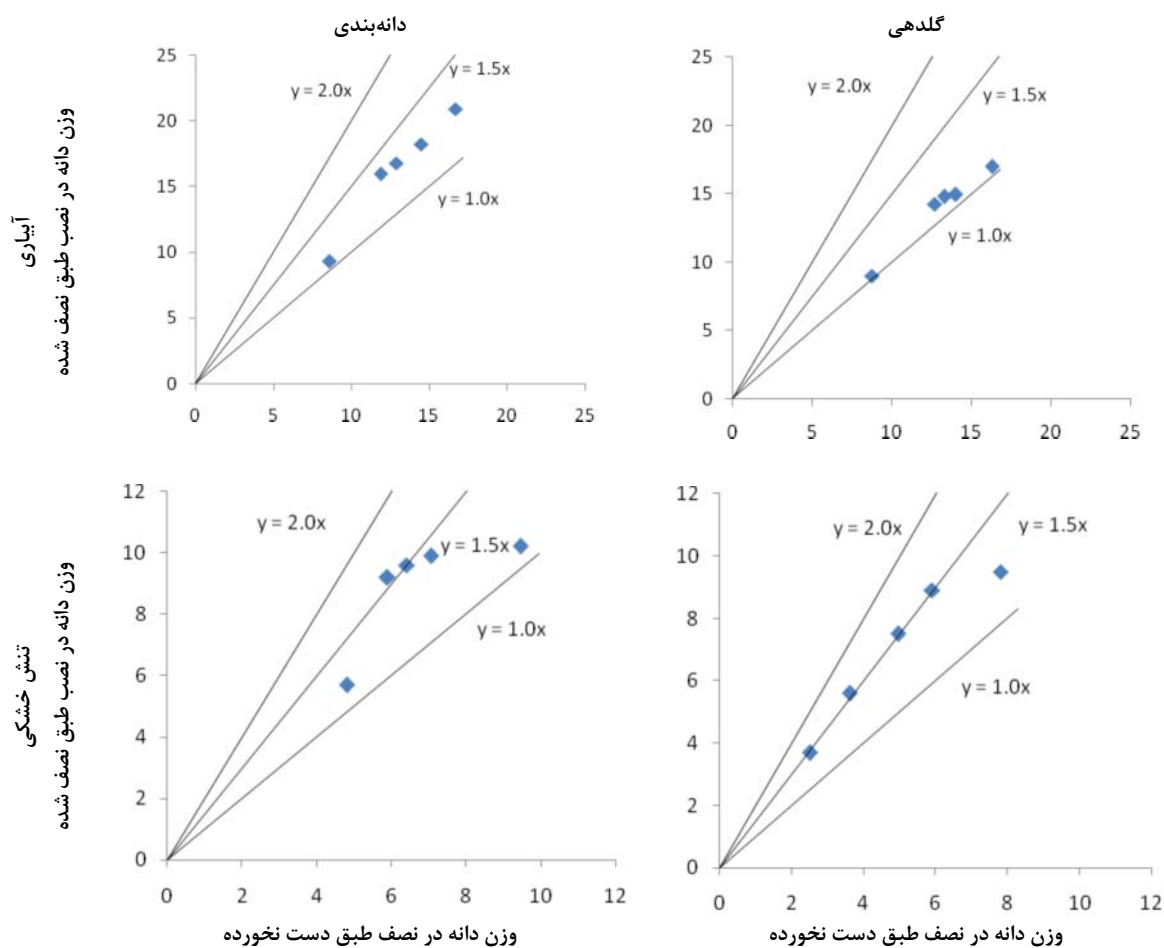 گلدهی
دانه‌بندی
25
20
15
10
5
0
0 5 10 15 20 25
y = 2.0x
y = 1.5x
y = 1.0x
25
20
15
10
5
0
0 5 10 15 20 25
y = 2.0x
y = 1.5x
y = 1.0x
آبیاری
وزن دانه در نصب طبق نصف شده
12
10
8
6
4
2
0
0 2 4 6 8 10 12
y = 2.0x
y = 1.5x
y = 1.0x
وزن دانه در نصف طبق دست نخورده
12
10
8
6
4
2
0
0 2 4 6 8 10 12
y = 2.0x
y = 1.5x
y = 1.0x
وزن دانه در نصف طبق دست نخورده
تنش خشکی
وزن دانه در نصب طبق نصف شده